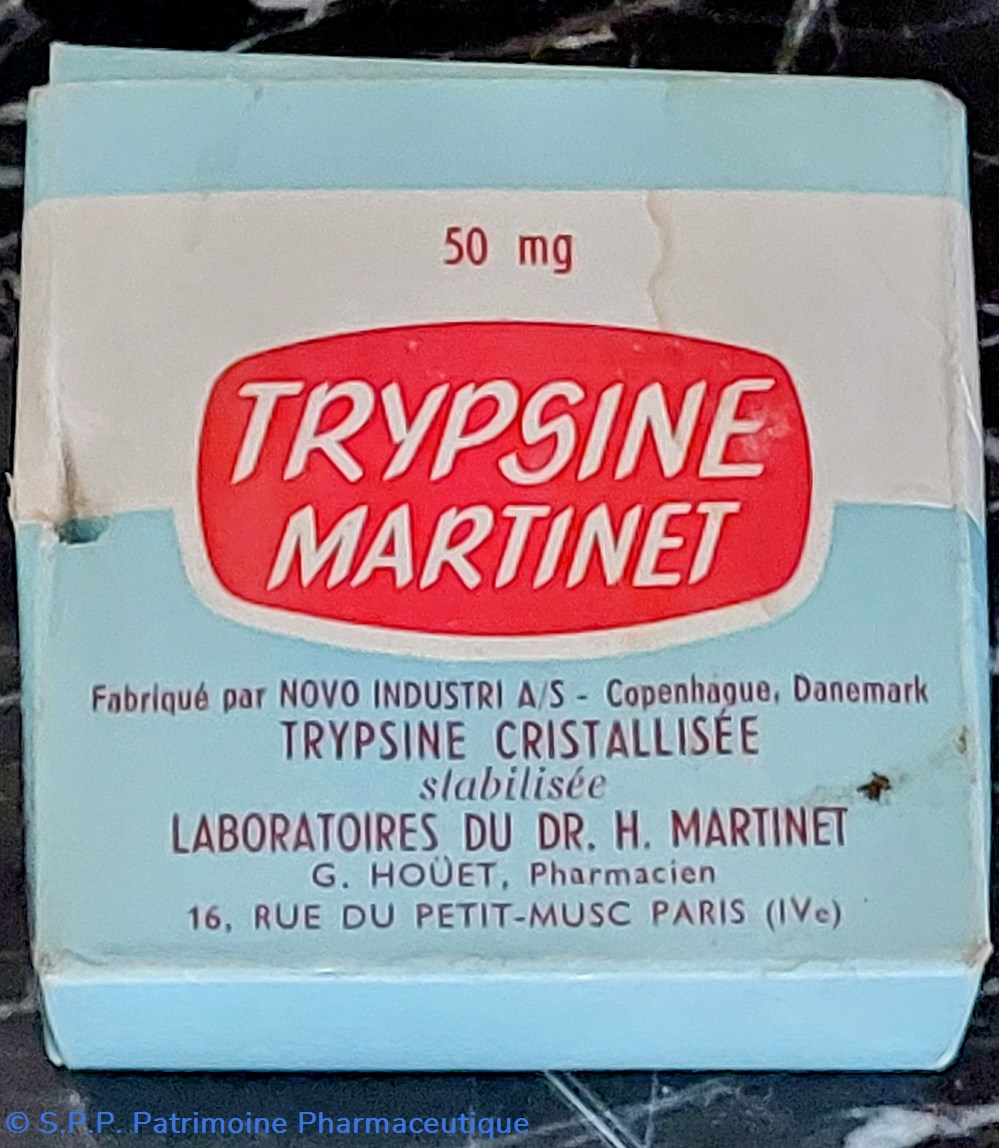 50 mg
TRYPSINE
MARTINET
Fabriqué par NOVO INDUSTRI A/S - Copenhague, Danemark
TRYPSINE CRISTALLISÉE
stabilisée
LABORATOIRES DU DR. H. MARTINET
G. HOÜET, Pharmacien
16, RUE DU PETIT-MUSC PARIS (IVe)
© S.P.P. Patrimoine Pharmaceutique